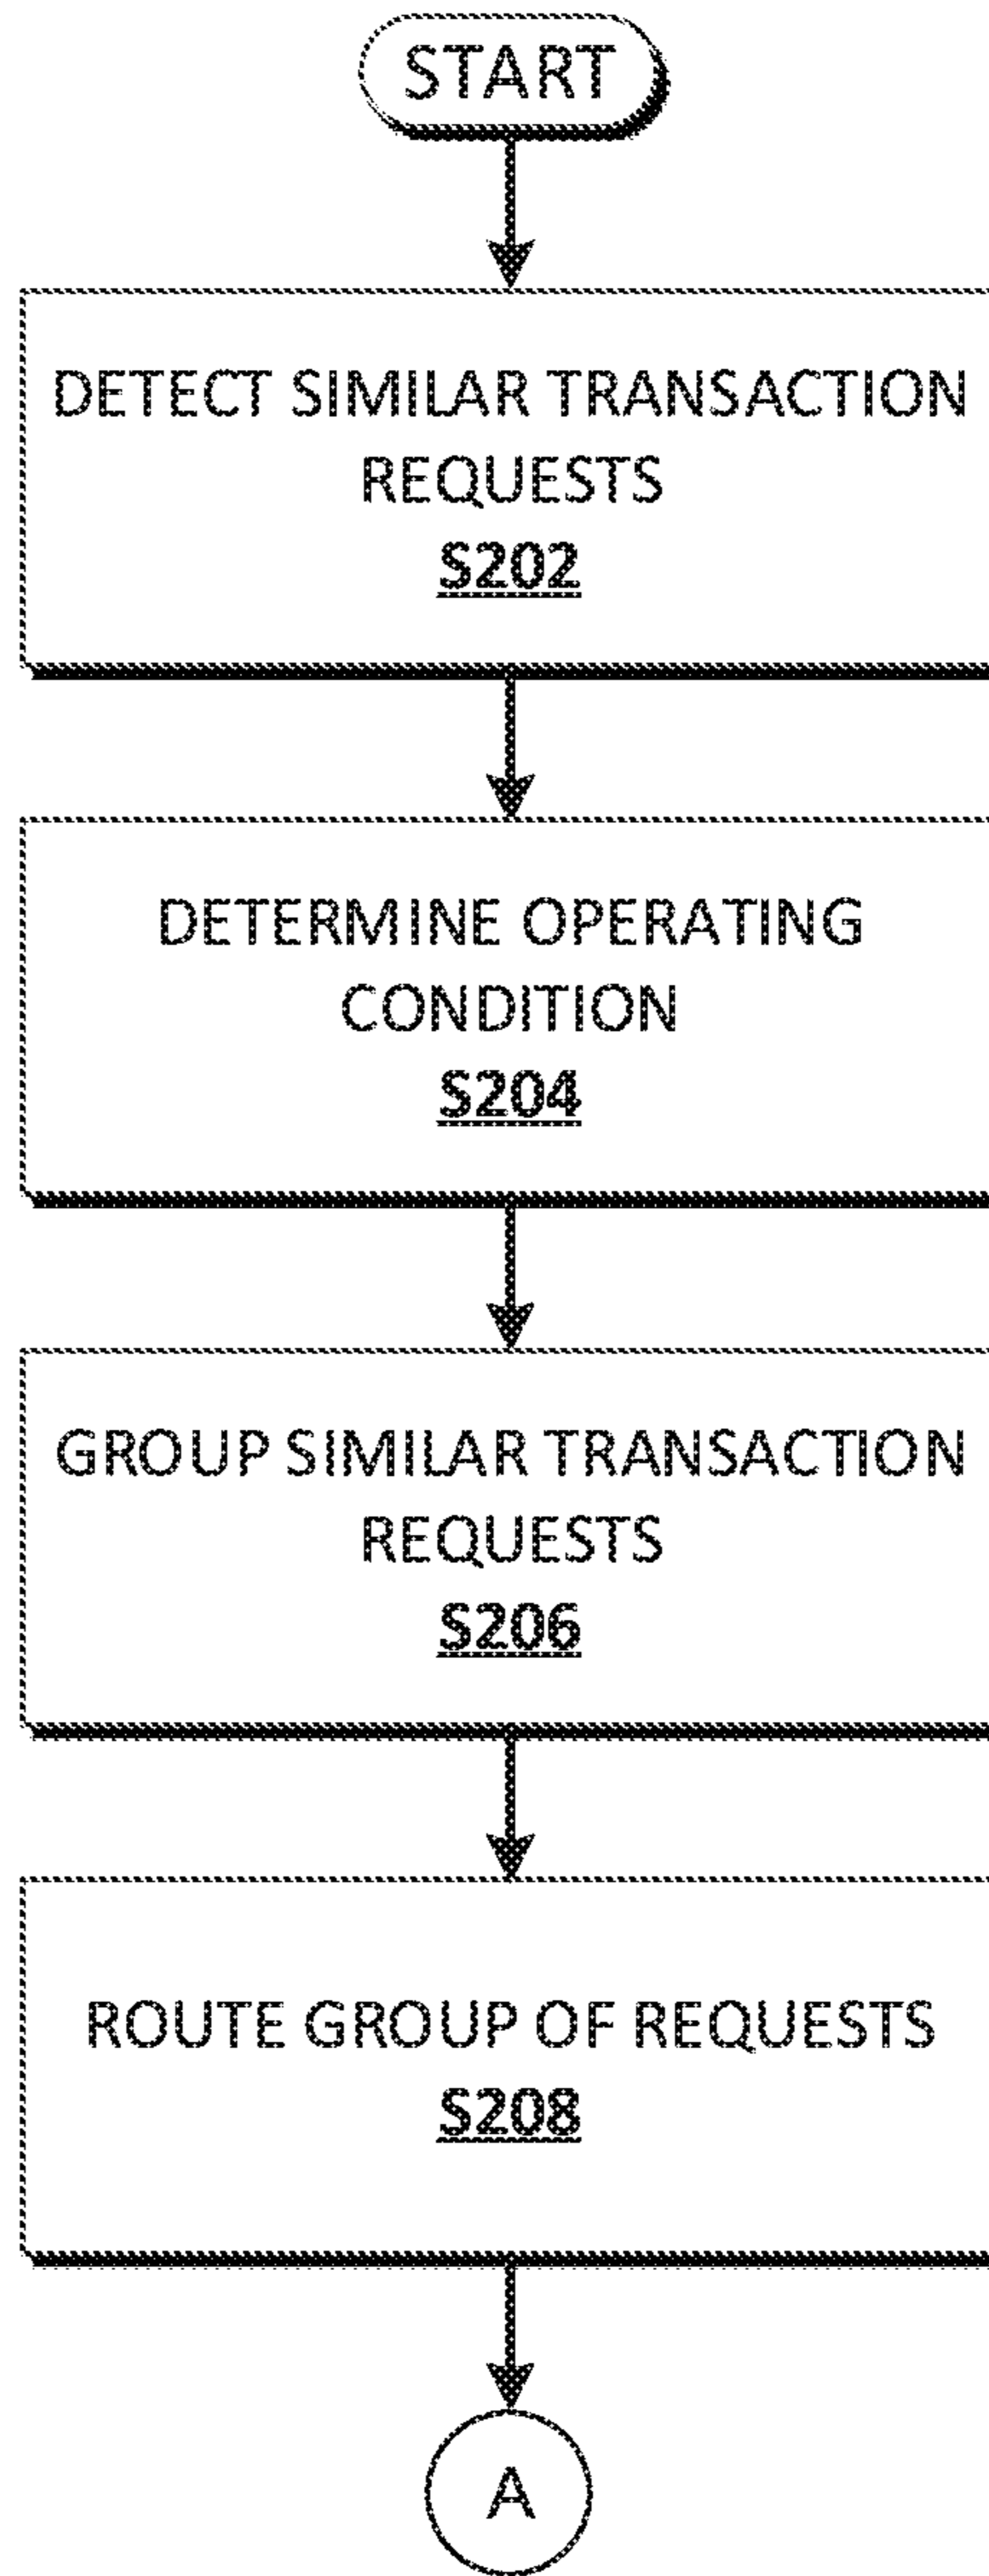 START
DETECT SIMILAR TRANSACTION
REQUESTS
S202
DETERMINE OPERATING
CONDITION
S204
GROUP SIMILAR TRANSACTION
REQUESTS
S206
ROUTE GROUP OF REQUESTS
S208
A